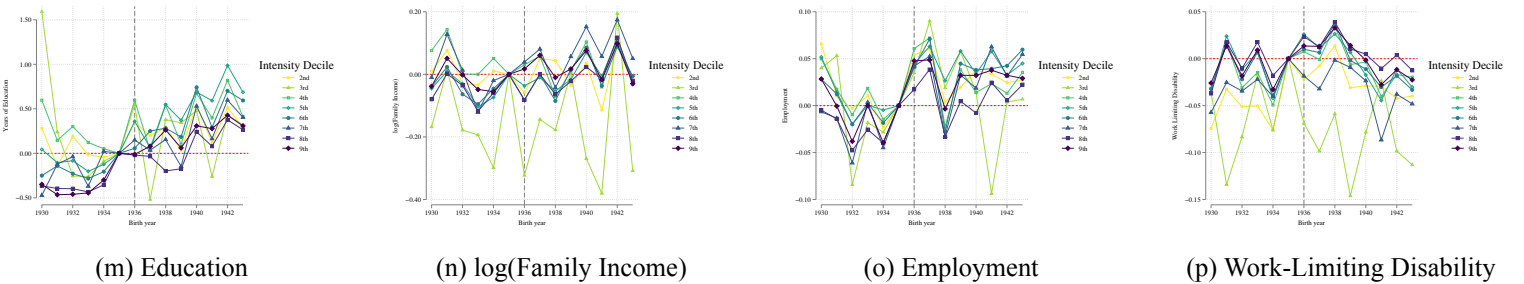 1.50
1.00
0.50
0.00
−0.50
Years of Education
1930
1932
1934
1936
1938
1940
1942
Birth year
Intensity Decile
2nd
3rd
4th
5th
6th
7th
8th
9th
(m) Education
0.20
0.00
−0.20
−0.40
log(Family Income)
1930
1932
1934
1936
1938
1940
1942
Birth year
Intensity Decile
2nd
3rd
4th
5th
6th
7th
8th
9th
(n) log(Family Income)
0.10
0.05
0.00
−0.05
−0.10
Employment
1930
1932
1934
1936
1938
1940
1942
Birth year
Intensity Decile
2nd
3rd
4th
5th
6th
7th
8th
9th
(o) Employment
0.05
0.00
−0.05
−0.10
−0.15
Work Limiting Disability
1930
1932
1934
1936
1938
1940
1942
Birth year
Intensity Decile
2nd
3rd
4th
5th
6th
7th
8th
9th
(p) Work-Limiting Disability